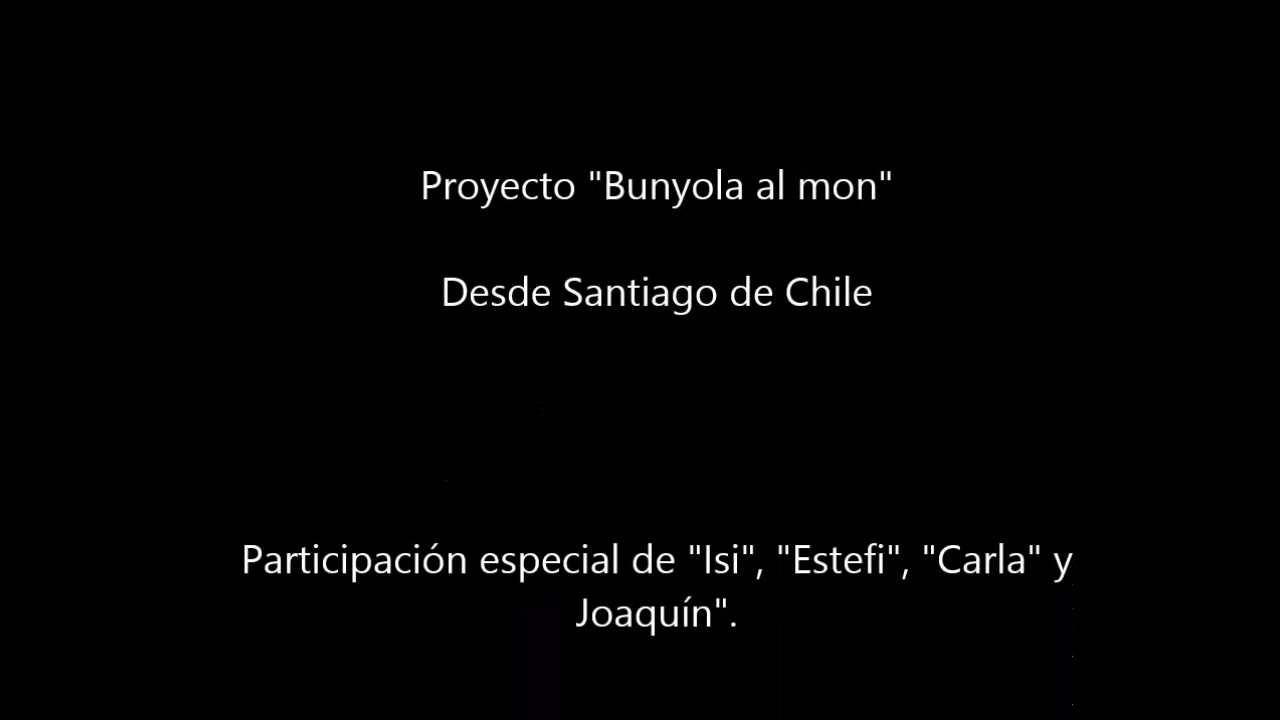 Proyecto "Bunyola al mon"
Desde Santiago de Chile
Participación especial de "Isi", "Estefi", "Carla" y
Joaquín".